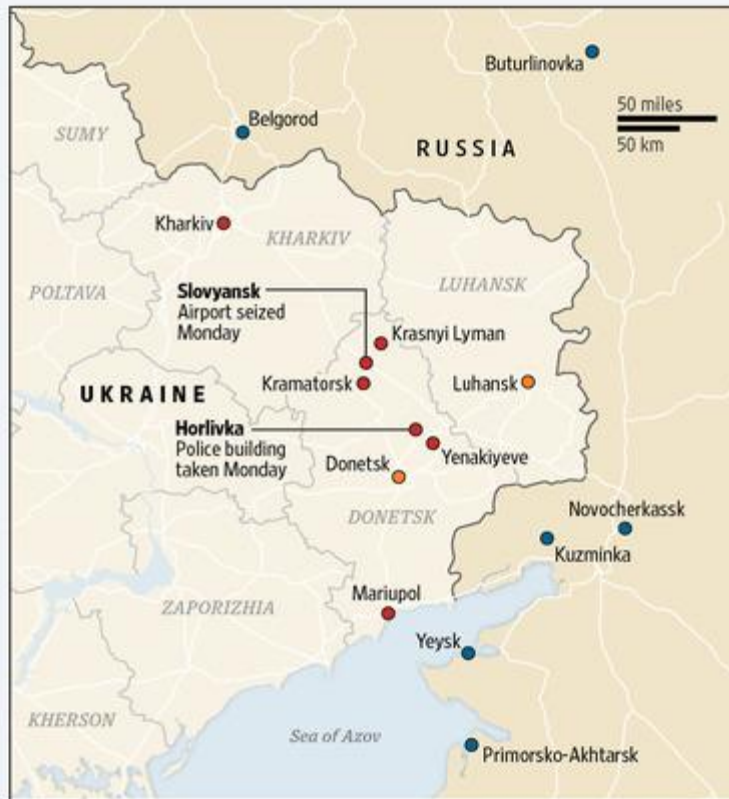 Buturlinovka
50 miles
50 km
Belgorod
SUMY
RUSSIA
Kharkiv
KHARKIV
LUHANSK
POLTAVA
Slovyansk
Airport seized
Monday
Krasnyi Lyman
Kramatorsk
Luhansk
UKRAINE
Horlivka
Police building
taken Monday
Yenakiyeve
Donetsk
DONETSK
Novocherkassk
Kuzminka
Mariupol
ZAPORIZHIA
Yeysk
KHERSON
Sea of Azov
Primorsko-Akhtarsk